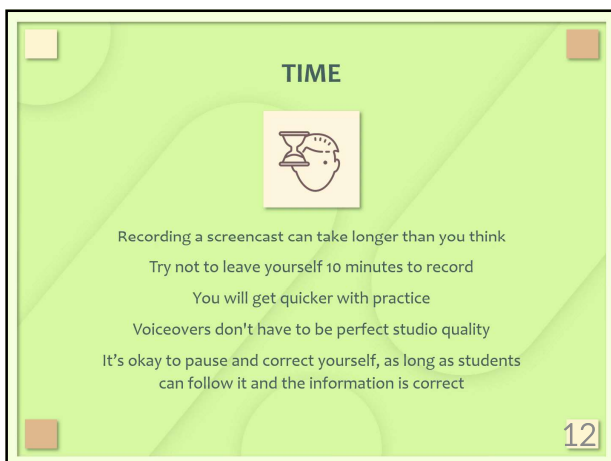 TIME
Recording a screencast can take longer than you think
Try not to leave yourself 10 minutes to record
You will get quicker with practice
Voiceovers don't have to be perfect studio quality
It’s okay to pause and correct yourself, as long as students
can follow it and the information is correct
12